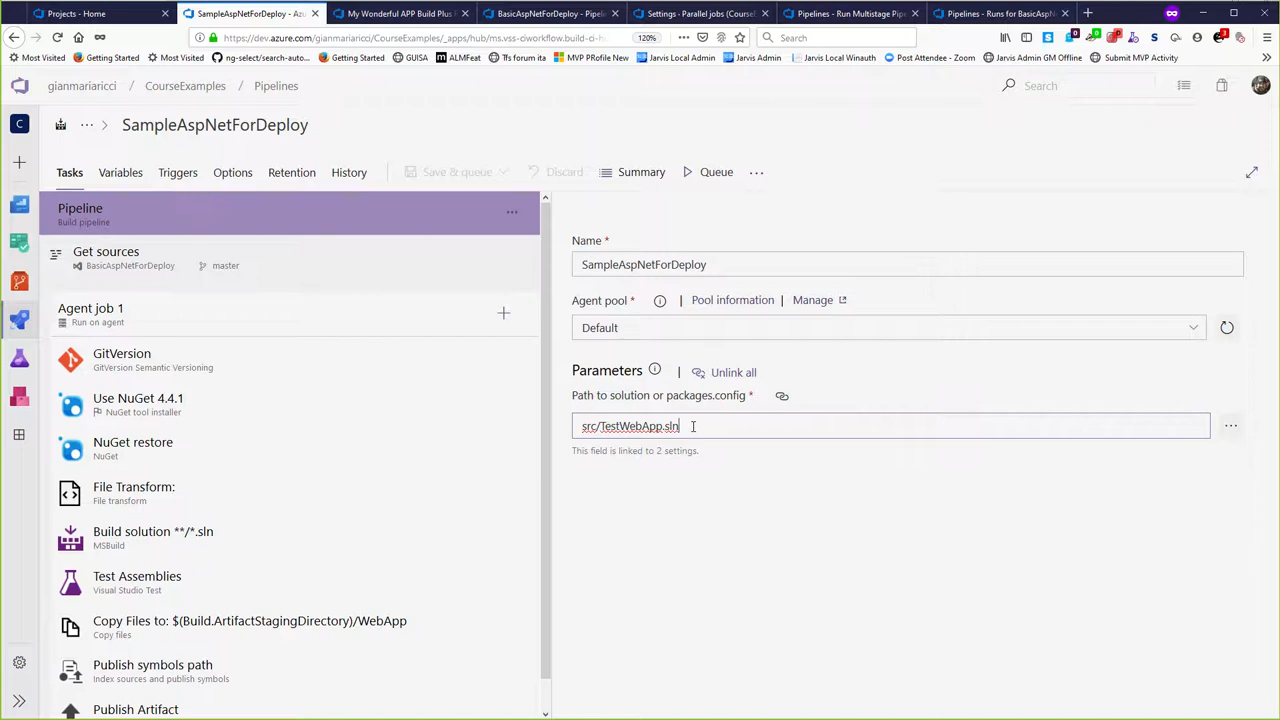 Projects - Home
SampleAspNetForDeploy - Azu
My Wonderful APP Build Plus
BasicAspNetForDeploy - Pipelin
Settings - Parallel jobs (Course
Pipelines - Run Multistage Pipe
Pipelines - Runs for BasicAspN
https://dev.azure.com/gianmariaricci/CourseExamples/_apps/hub/ms.vss-ciworkflow.build-ci-h
120%
Search
Most Visited
Getting Started
Most Visited
ng-select/search-auto...
Getting Started
GUISA
ALMFeat
Tfs forum ita
MVP PRofile New
Jarvis Local Admin
Jarvis Admin
Jarvis Local Winauth
Post Attendee - Zoom
Jarvis Admin GM Offline
Submit MVP Activity
gianmariaricci / CourseExamples / Pipelines
Search
C
SampleAspNetForDeploy
Tasks Variables Triggers Options Retention History
Save & queue
Discard
Summary
Queue
Pipeline
Build pipeline
Get sources
BasicAspNetForDeploy master
Agent job 1
Run on agent
GitVersion
GitVersion Semantic Versioning
Use NuGet 4.4.1
NuGet tool installer
NuGet restore
NuGet
File Transform:
File transform
Build solution **/*.sln
MSBuild
Test Assemblies
Visual Studio Test
Copy Files to: $(Build.ArtifactStagingDirectory)/WebApp
Copy files
Publish symbols path
Index sources and publish symbols
Publish Artifact
Name *
SampleAspNetForDeploy
Agent pool * | Pool information | Manage
Default
Parameters | Unlink all
Path to solution or packages.config *
src/TestWebApp.sln
This field is linked to 2 settings.